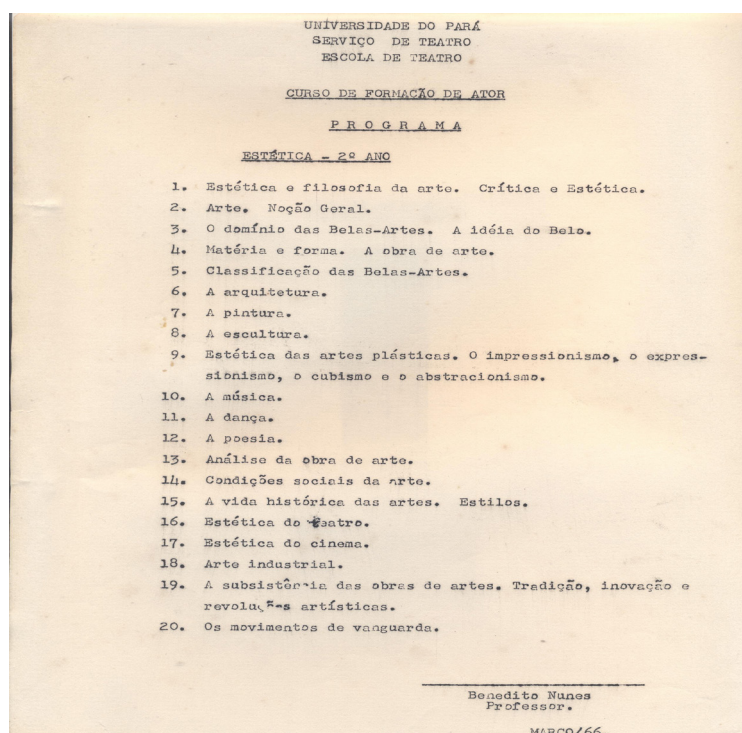 UNIVERSIDADE DO PARÁ
SERVIÇO DE TEATRO
ESCOLA DE TEATRO
CURSO DE FORMAÇÃO DE ATOR
P R O G R A M A
ESTÉTICA - 2º ANO
1. Estética e filosofia da arte. Crítica e Estética.
2. Arte. Noção Geral.
3. O domínio das Belas-Artes. A idéia do Belo.
4. Matéria e forma. A obra de arte.
5. Classificação das Belas-Artes.
6. A arquitetura.
7. A pintura.
8. A escultura.
9. Estética das artes plásticas. O impressionismo, o expres-
sionismo, o cubismo e o abstracionismo.
10. A música.
11. A dança.
12. A poesia.
13. Análise da obra de arte.
14. Condições sociais da arte.
15. A vida histórica das artes. Estilos.
16. Estética do teatro.
17. Estética do cinema.
18. Arte industrial.
19. A subsistência das obras de artes. Tradição, inovação e
revoluções artísticas.
20. Os movimentos de vanguarda.
Benedito Nunes
Professor.
MARÇO/66